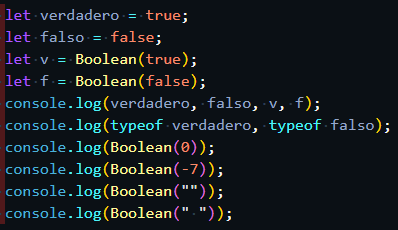 let verdadero = true;
let falso = false;
let v = Boolean(true);
let f = Boolean(false);
console.log(verdadero, falso, v, f);
console.log(typeof verdadero, typeof falso);
console.log(Boolean(0));
console.log(Boolean(-7));
console.log(Boolean(""));
console.log(Boolean(" "));